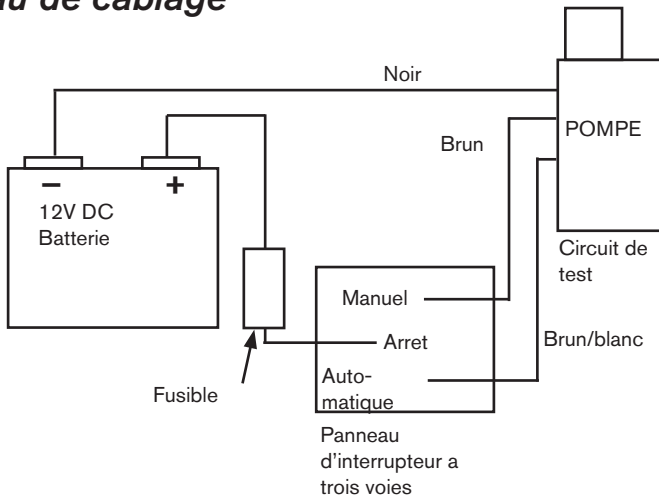 de cablage
Noir
Brun
POMPE
–
+
12V DC
Batterie
Circuit de
test
Manuel
Arret
Brun/blanc
Auto-
matique
Fusible
Panneau
d'interrupteur a
trois voies